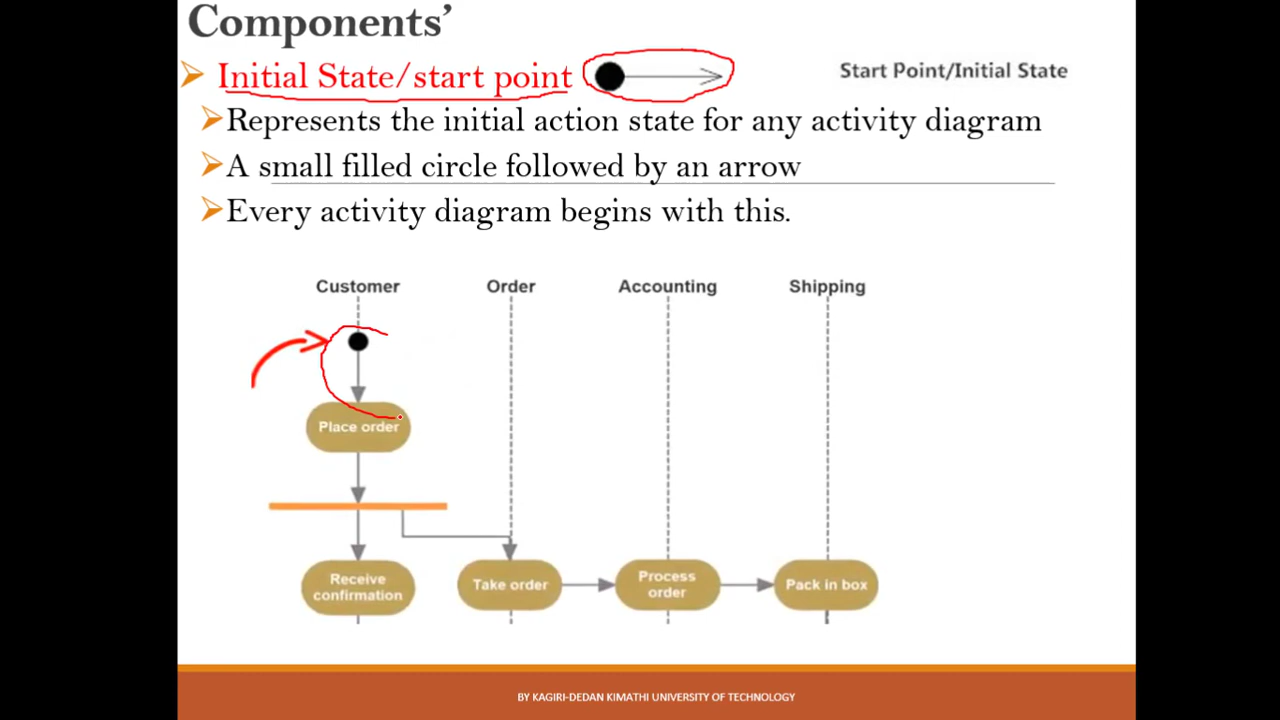 Components’
Initial State/start point
Start Point/Initial State
Represents the initial action state for any activity diagram
A small filled circle followed by an arrow
Every activity diagram begins with this.
Customer
Order
Accounting
Shipping
Place order
Receive
confirmation
Take order
Process
order
Pack in box
BY KAGIRI-DEDAN KIMATHI UNIVERSITY OF TECHNOLOGY